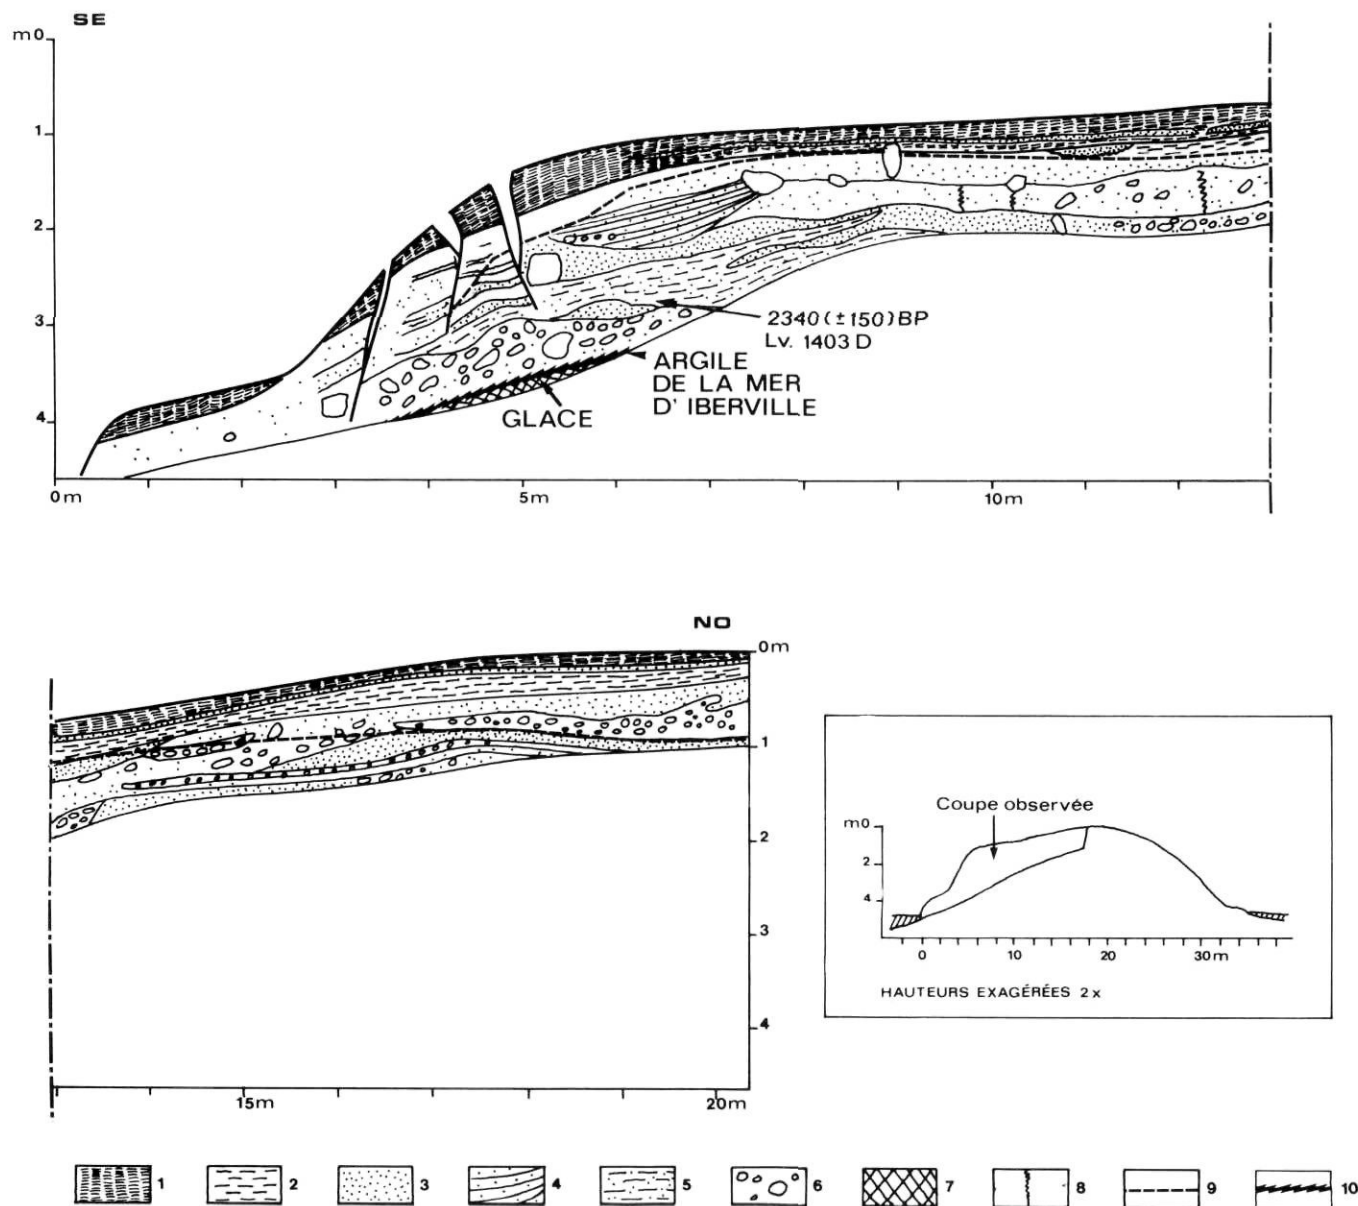 SE
m0
1
2
3
4
2340 (±150) BP
Lv. 1403 D
ARGILE
DE LA MER
D' IBERVILLE
GLACE
0m 5m 10m
NO
0m
1
2
3
4
15m 20m
Coupe observée
m0
2
4
0 10 20 30m
HAUTEURS EXAGÉRÉES 2x
1 2 3 4 5 6 7 8 9 10